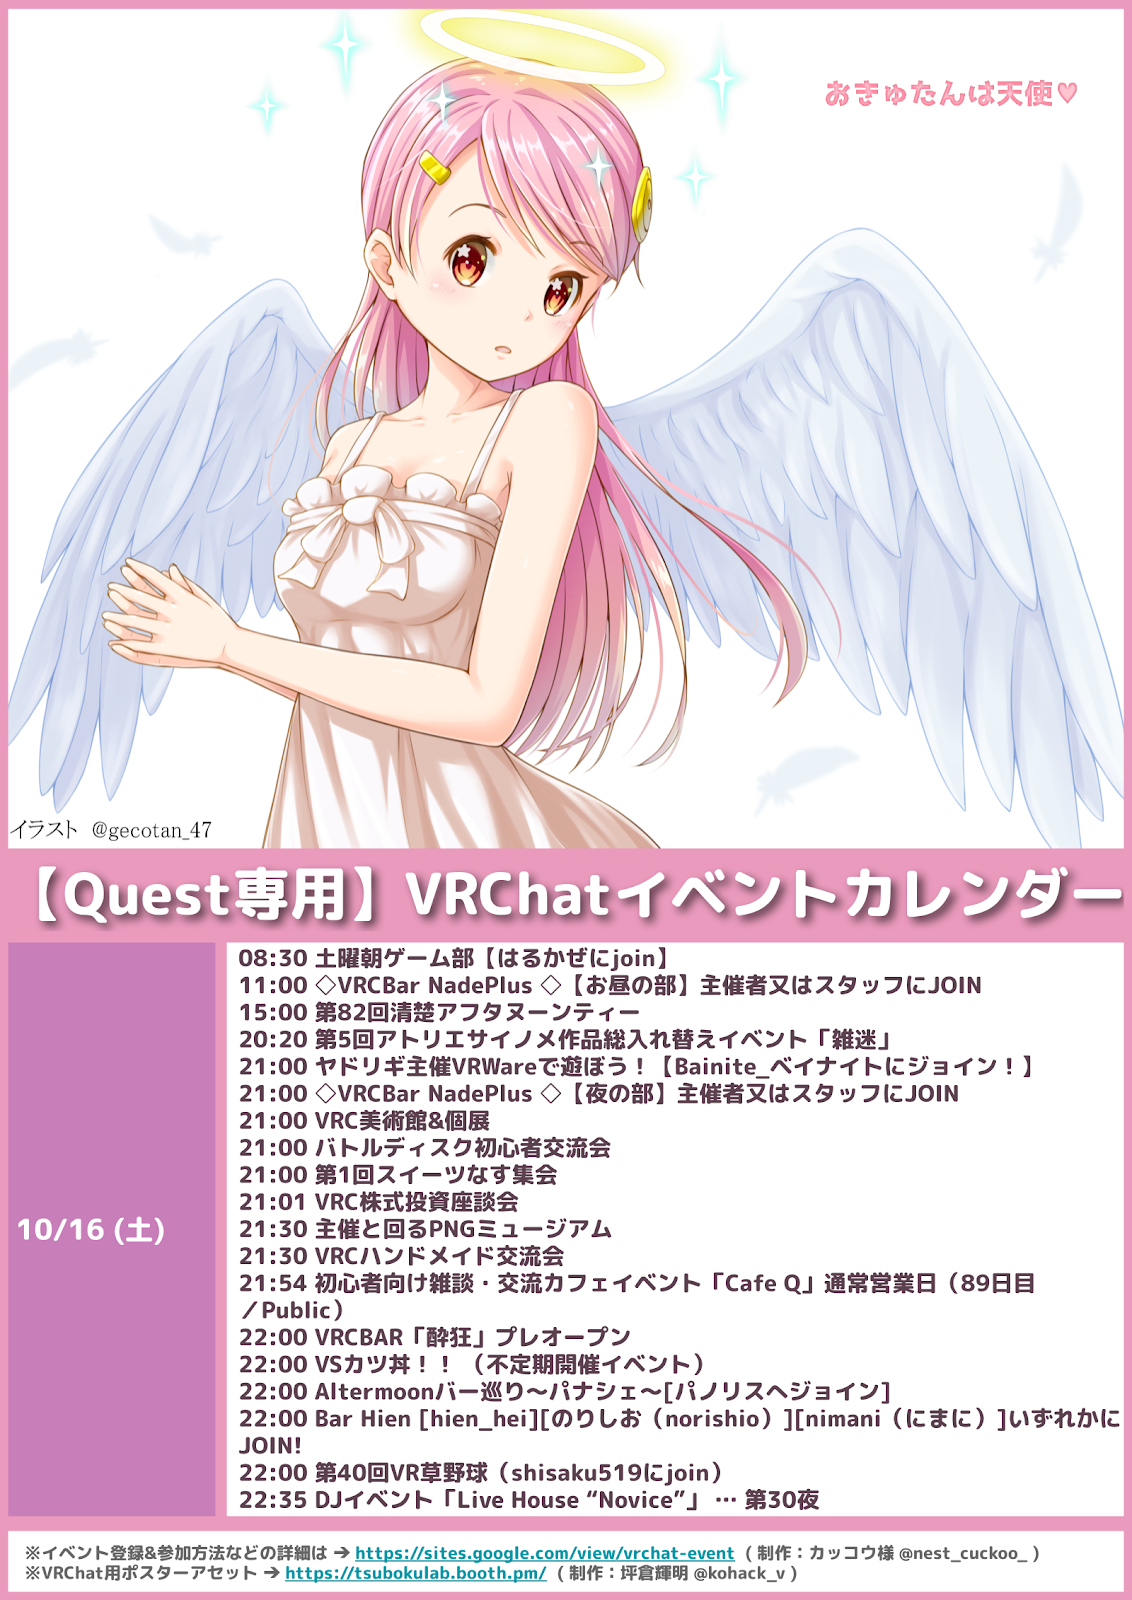 おきゅたんは天使♥
イラスト @gecotan_47
【Quest専用】VRChatイベントカレンダー
10/16 (土)
08:30 土曜朝ゲーム部【はるかぜにjoin】
11:00 ◇VRCBar NadePlus ◇【お昼の部】主催者又はスタッフにJOIN
15:00 第82回清楚アフタヌーンティー
20:20 第5回アトリエサイノメ作品総入れ替えイベント「雑迷」
21:00 ヤドリギ主催VRWareで遊ぼう！【Bainite_ベイナイトにジョイン！】
21:00 ◇VRCBar NadePlus ◇【夜の部】主催者又はスタッフにJOIN
21:00 VRC美術館&個展
21:00 バトルディスク初心者交流会
21:00 第1回スイーツなす集会
21:01 VRC株式投資座談会
21:30 主催と回るPNGミュージアム
21:30 VRCハンドメイド交流会
21:54 初心者向け雑談・交流カフェイベント「Cafe Q」通常営業日（89日目
／Public）
22:00 VRCBAR「酔狂」プレオープン
22:00 VSカツ丼！！（不定期開催イベント）
22:00 Altermoonバー巡り～パナシェ～[パノリスへジョイン]
22:00 Bar Hien [hien_hei][のりしお（norishio）][nimani（にまに）]いずれかに
JOIN!
22:00 第40回VR草野球（shisaku519にjoin）
22:35 DJイベント「Live House “Novice”」 … 第30夜
※イベント登録&参加方法などの詳細は → https://sites.google.com/view/vrchat-event ( 制作：カッコウ様 @nest_cuckoo_ )
※VRChat用ポスターアセット → https://tsubokulab.booth.pm/ ( 制作：坪倉輝明 @kohack_v )